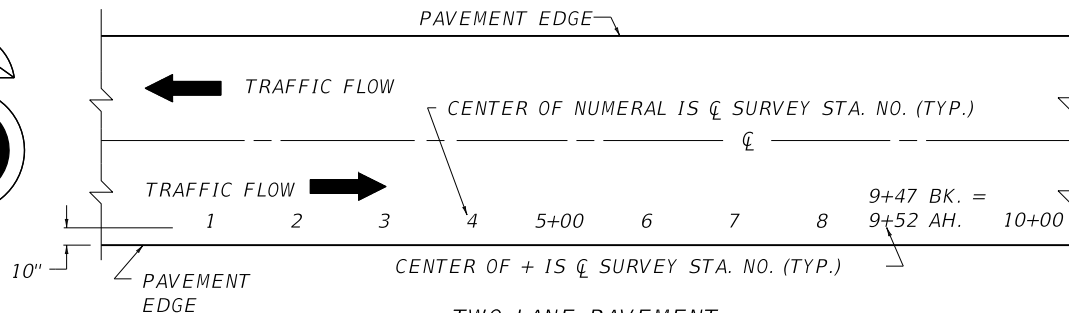 PAVEMENT EDGE
TRAFFIC FLOW
CENTER OF NUMERAL IS ℄ SURVEY STA. NO. (TYP.)
℄
TRAFFIC FLOW
9+47 BK. =
1 2 3 4 5+00 6 7 8 9+52 AH. 10+00
10"
CENTER OF + IS ℄ SURVEY STA. NO. (TYP.)
PAVEMENT
EDGE
TWO LANE PAVEMENT